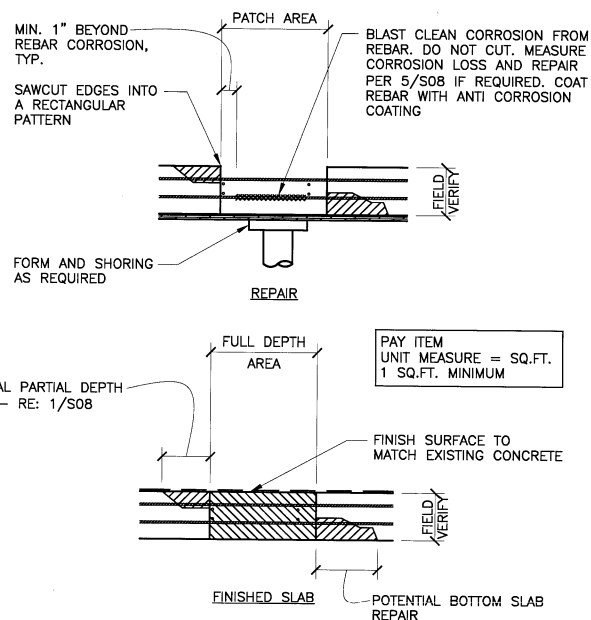 PATCH AREA
MIN. 1" BEYOND
REBAR CORROSION,
TYP.
SAWCUT EDGES INTO
A RECTANGULAR
PATTERN
BLAST CLEAN CORROSION FROM
REBAR. DO NOT CUT. MEASURE
CORROSION LOSS AND REPAIR
PER 5/S08 IF REQUIRED. COAT
REBAR WITH ANTI CORROSION
COATING
FIELD
VERIFY
FORM AND SHORING
AS REQUIRED
REPAIR
FULL DEPTH
AREA
PAY ITEM
UNIT MEASURE = SQ.FT.
1 SQ.FT. MINIMUM
AL PARTIAL DEPTH
– RE: 1/S08
FINISH SURFACE TO
MATCH EXISTING CONCRETE
FIELD
VERIFY
FINISHED SLAB
POTENTIAL BOTTOM SLAB
REPAIR